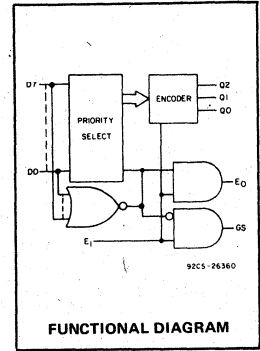 D7
PRIORITY
SELECT
ENCODER
Q2
Q1
Q0
D0
EO
GS
EI
92CS-26360
FUNCTIONAL DIAGRAM